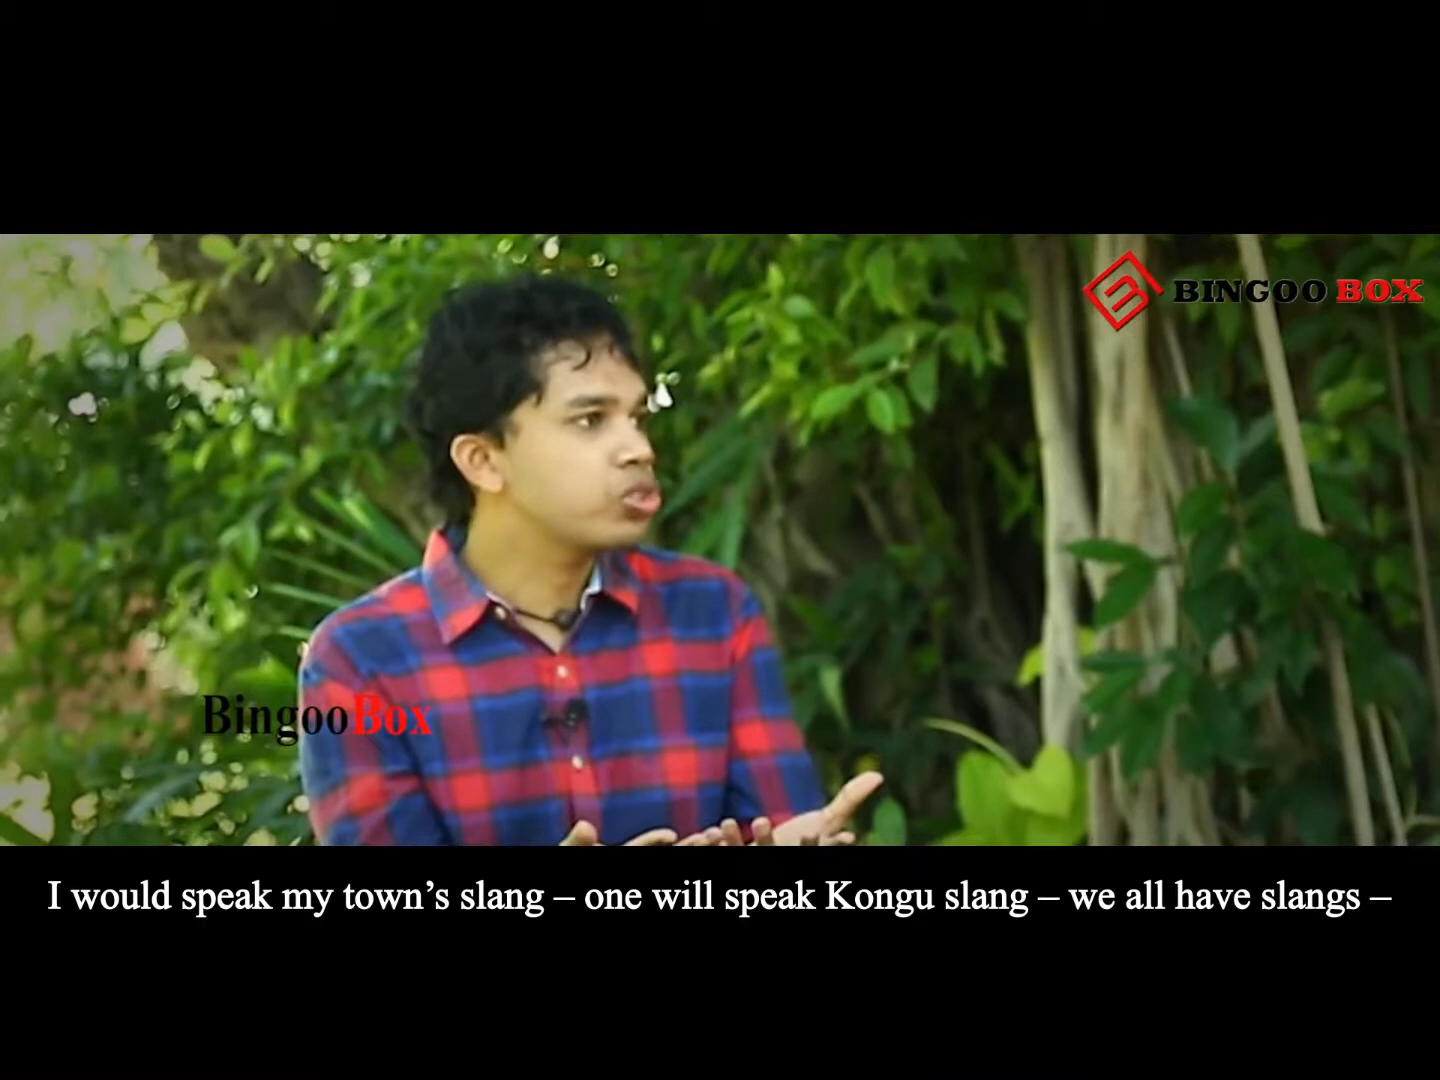 BINGOO BOX
BingooBox
I would speak my town’s slang – one will speak Kongu slang – we all have slangs –